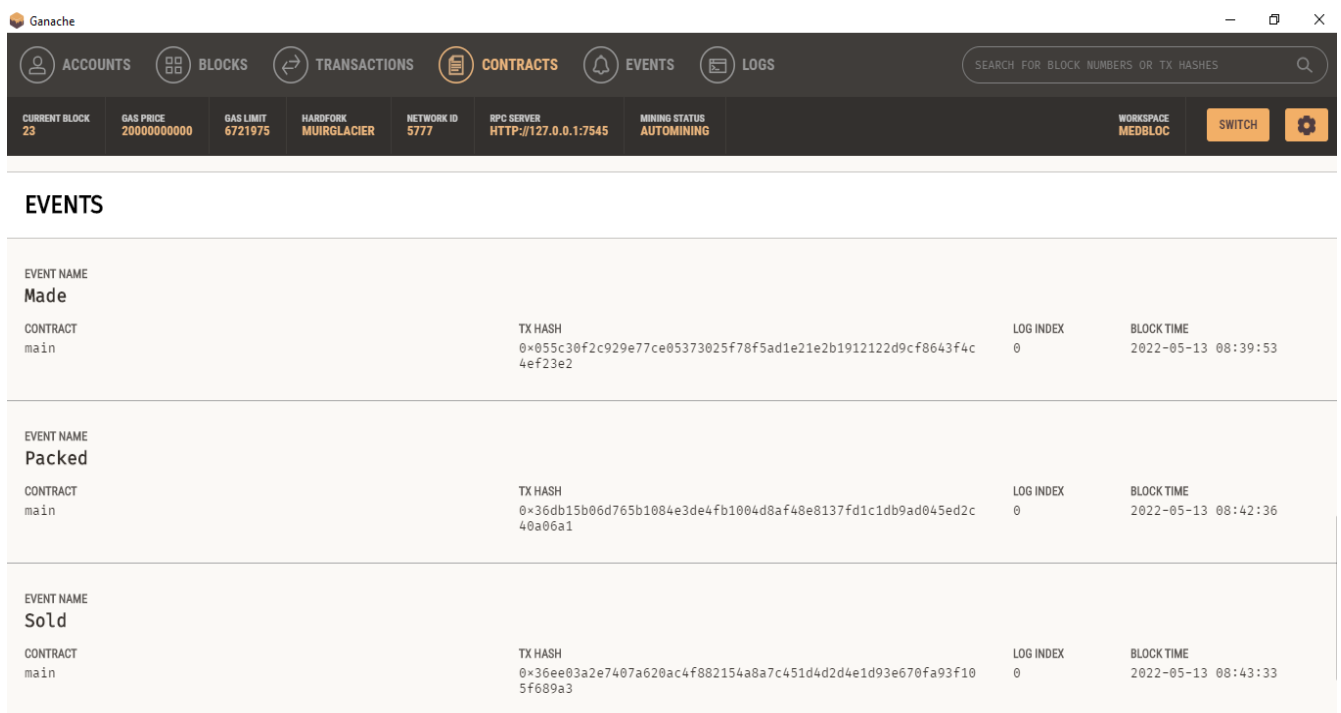 Ganache
ACCOUNTS BLOCKS TRANSACTIONS CONTRACTS EVENTS LOGS SEARCH FOR BLOCK NUMBERS OR TX HASHES
CURRENT BLOCK GAS PRICE GAS LIMIT HARDFORK NETWORK ID RPC SERVER MINING STATUS WORKSPACE
23 20000000000 6721975 MUIRGLACIER 5777 HTTP://127.0.0.1:7545 AUTOMINING MEDBLOC SWITCH
EVENTS
EVENT NAME
Made
CONTRACT TX HASH LOG INDEX BLOCK TIME
main 0×055c30f2c929e77ce05373025f78f5ad1e21e2b1912122d9cf8643f4c 0 2022-05-13 08:39:53
4ef23e2
EVENT NAME
Packed
CONTRACT TX HASH LOG INDEX BLOCK TIME
main 0×36db15b06d765b1084e3de4fb1004d8af48e8137fd1c1db9ad045ed2c 0 2022-05-13 08:42:36
40a06a1
EVENT NAME
Sold
CONTRACT TX HASH LOG INDEX BLOCK TIME
main 0×36ee03a2e7407a620ac4f882154a8a7c451d4d2d4e1d93e670fa93f10 0 2022-05-13 08:43:33
5f689a3